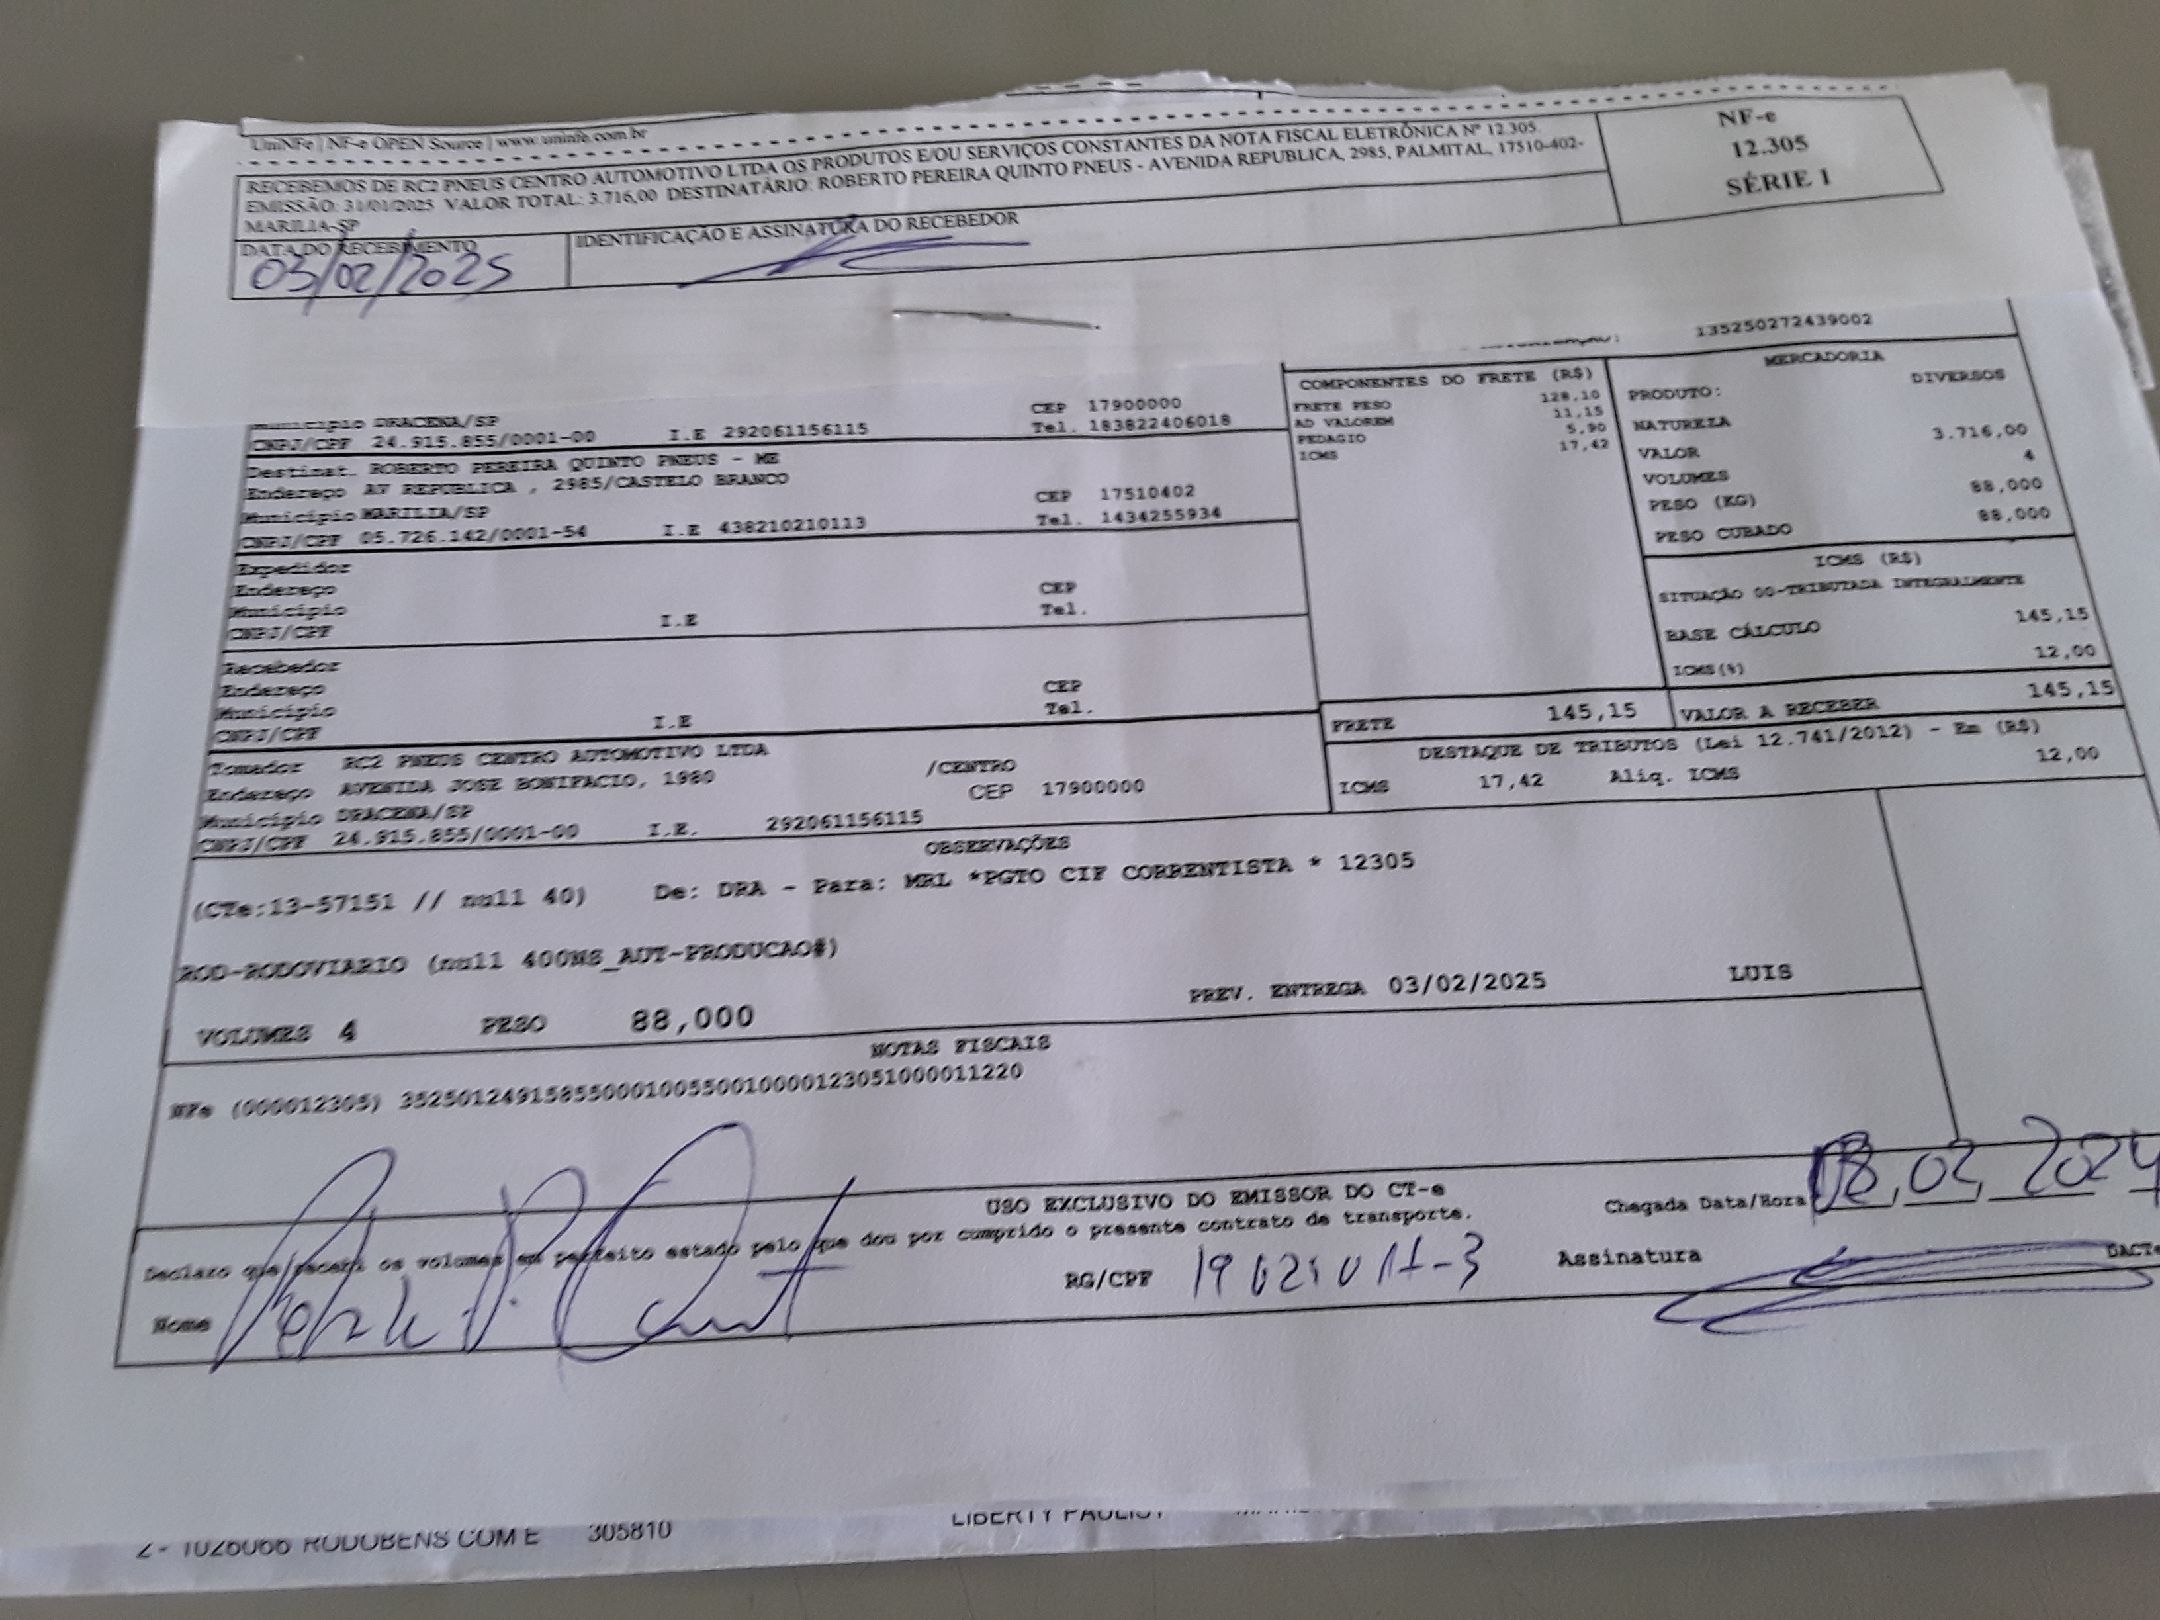 UniNFe | NF-e OPEN Source | www.uninfe.com.br
RECEBEMOS DE RC2 PNEUS CENTRO AUTOMOTIVO LTDA OS PRODUTOS E/OU SERVIÇOS CONSTANTES DA NOTA FISCAL ELETRÔNICA Nº 12.305.
EMISSÃO: 31/01/2025 VALOR TOTAL: 3.716,00 DESTINATÁRIO: ROBERTO PEREIRA QUINTO PNEUS - AVENIDA REPUBLICA, 2985, PALMITAL, 17510-402-
MARILIA-SP
NF-e
12.305
SÉRIE 1
DATA DO RECEBIMENTO
03/02/2025
IDENTIFICAÇÃO E ASSINATURA DO RECEBEDOR
135250272439002
Município DRACENA/SP CEP 17900000
CNPJ/CPF 24.915.855/0001-00 I.E 292061156115 Tel. 183822406018
Destinat. ROBERTO PEREIRA QUINTO PNEUS - ME
Endereço AV REPUBLICA , 2985/CASTELO BRANCO
Município MARILIA/SP CEP 17510402
CNPJ/CPF 05.726.142/0001-54 I.E 438210210113 Tel. 1434255934
Expedidor
Endereço CEP
Município Tel.
CNPJ/CPF I.E
Recebedor
Endereço CEP
Município Tel.
CNPJ/CPF I.E
Tomador RC2 PNEUS CENTRO AUTOMOTIVO LTDA
Endereço AVENIDA JOSE BONIFACIO, 1980 /CENTRO
Município DRACENA/SP CEP 17900000
CNPJ/CPF 24.915.855/0001-00 I.E. 292061156115
COMPONENTES DO FRETE (R$)
FRETE PESO 128,10
AD VALOREM 11,15
PEDAGIO 5,90
ICMS 17,42
MERCADORIA
PRODUTO: DIVERSOS
NATUREZA
VALOR 3.716,00
VOLUMES 4
PESO (KG) 88,000
PESO CUBADO 88,000
ICMS (R$)
SITUAÇÃO 00-TRIBUTADA INTEGRALMENTE
BASE CÁLCULO 145,15
ICMS(%) 12,00
FRETE 145,15 VALOR A RECEBER 145,15
DESTAQUE DE TRIBUTOS (Lei 12.741/2012) - Em (R$)
ICMS 17,42 Aliq. ICMS 12,00
OBSERVAÇÕES
(CTe:13-57151 // null 40) De: DRA - Para: MRL *PGTO CIF CORRENTISTA * 12305
ROD-RODOVIARIO (null 400MS_AUT-PRODUCAO#)
VOLUMES 4 PESO 88,000 PREV. ENTREGA 03/02/2025 LUIS
NOTAS FISCAIS
NFe (000012305) 35250124915855000100550010000123051000011220
USO EXCLUSIVO DO EMISSOR DO CT-e
Declaro que recebi os volumes em perfeito estado pelo que dou por cumprido o presente contrato de transporte.
Chegada Data/Hora 02 2024
Nome
RG/CPF
Assinatura
DACTe
2 - 1026066 RODOBENS COM E 305810 LIBERTY PAULIST